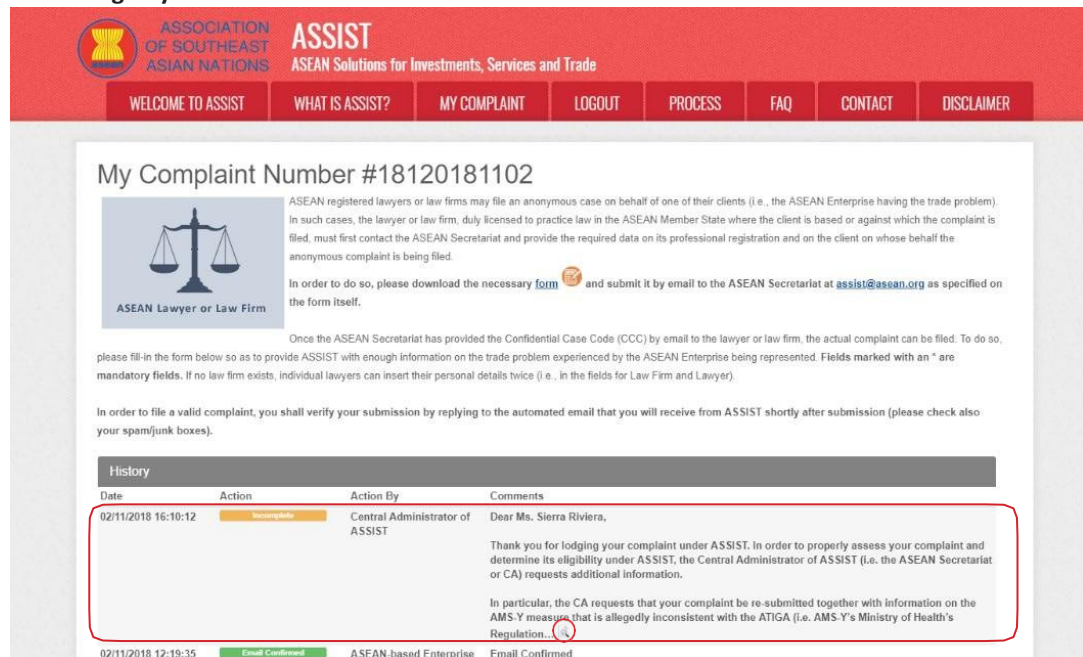 ASSOCIATION
OF SOUTHEAST
ASIAN NATIONS
ASSIST
ASEAN Solutions for Investments, Services and Trade
WELCOME TO ASSIST WHAT IS ASSIST? MY COMPLAINT LOGOUT PROCESS FAQ CONTACT DISCLAIMER
My Complaint Number #18120181102
ASEAN registered lawyers or law firms may file an anonymous case on behalf of one of their clients (i.e., the ASEAN Enterprise having the trade problem).
In such cases, the lawyer or law firm, duly licensed to practice law in the ASEAN Member State where the client is based or against which the complaint is
filed, must first contact the ASEAN Secretariat and provide the required data on its professional registration and on the client on whose behalf the
anonymous complaint is being filed.
In order to do so, please download the necessary form and submit it by email to the ASEAN Secretariat at assist@asean.org as specified on
the form itself.
ASEAN Lawyer or Law Firm
Once the ASEAN Secretariat has provided the Confidential Case Code (CCC) by email to the lawyer or law firm, the actual complaint can be filed. To do so,
please fill-in the form below so as to provide ASSIST with enough information on the trade problem experienced by the ASEAN Enterprise being represented. Fields marked with an * are
mandatory fields. If no law firm exists, individual lawyers can insert their personal details twice (i.e., in the fields for Law Firm and Lawyer).
In order to file a valid complaint, you shall verify your submission by replying to the automated email that you will receive from ASSIST shortly after submission (please check also
your spam/junk boxes).
History
Date Action Action By Comments
02/11/2018 16:10:12 Incomplete Central Administrator of Dear Ms. Sierra Riviera,
ASSIST
Thank you for lodging your complaint under ASSIST. In order to properly assess your complaint and
determine its eligibility under ASSIST, the Central Administrator of ASSIST (i.e. the ASEAN Secretariat
or CA) requests additional information.
In particular, the CA requests that your complaint be re-submitted together with information on the
AMS-Y measure that is allegedly inconsistent with the ATIGA (i.e. AMS-Y's Ministry of Health's
Regulation...
02/11/2018 12:19:35 Email Confirmed ASEAN-based Enterprise Email Confirmed